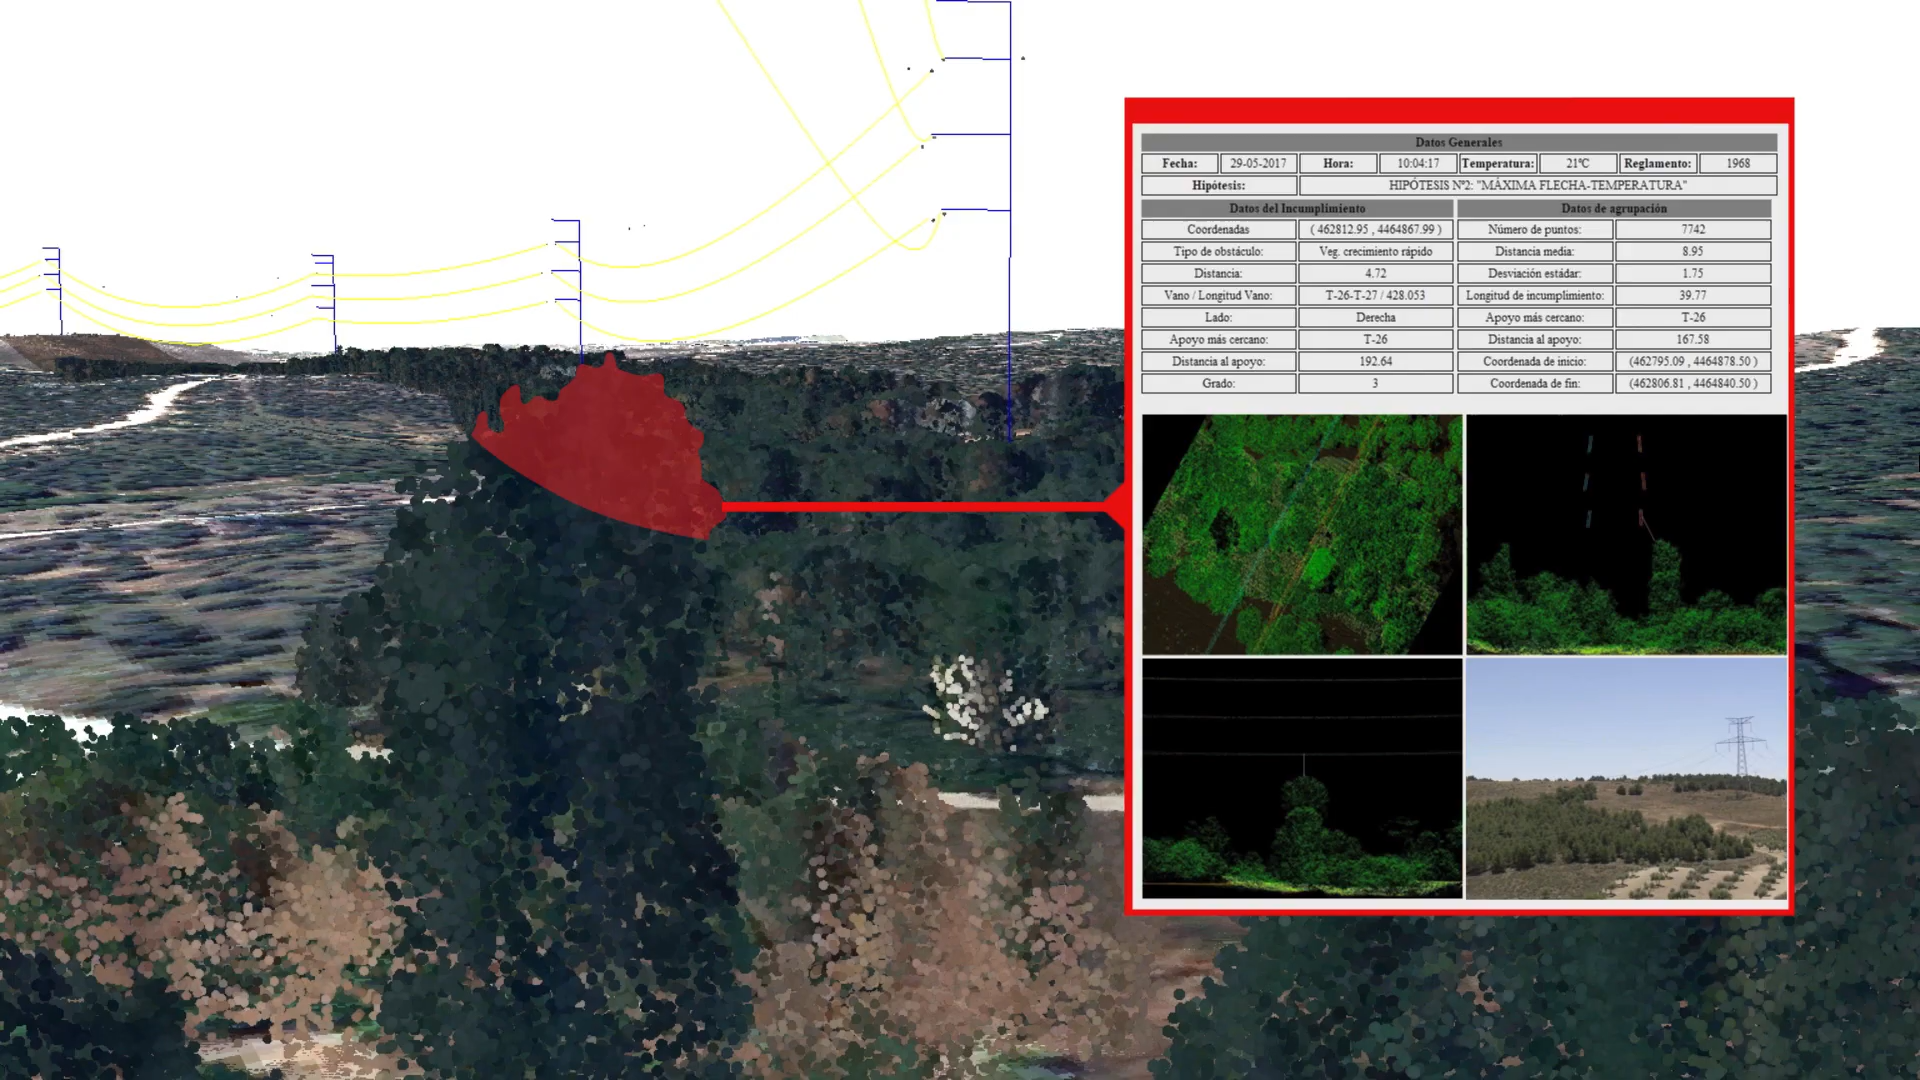 Datos Generales
Fecha: 29-05-2017 Hora: 10:04:17 Temperatura: 21ºC Reglamento: 1968
Hipótesis: HIPÓTESIS Nº2: "MÁXIMA FLECHA-TEMPERATURA"
Datos del Incumplimiento Datos de agrupación
Coordenadas ( 462812.95 , 4464867.99 ) Número de puntos: 7742
Tipo de obstáculo: Veg. crecimiento rápido Distancia media: 8.95
Distancia: 4.72 Desviación estádar: 1.75
Vano / Longitud Vano: T-26-T-27 / 428.053 Longitud de incumplimiento: 39.77
Lado: Derecha Apoyo más cercano: T-26
Apoyo más cercano: T-26 Distancia al apoyo: 167.58
Distancia al apoyo: 192.64 Coordenada de inicio: (462795.09 , 4464878.50 )
Grado: 3 Coordenada de fin: (462806.81 , 4464840.50 )